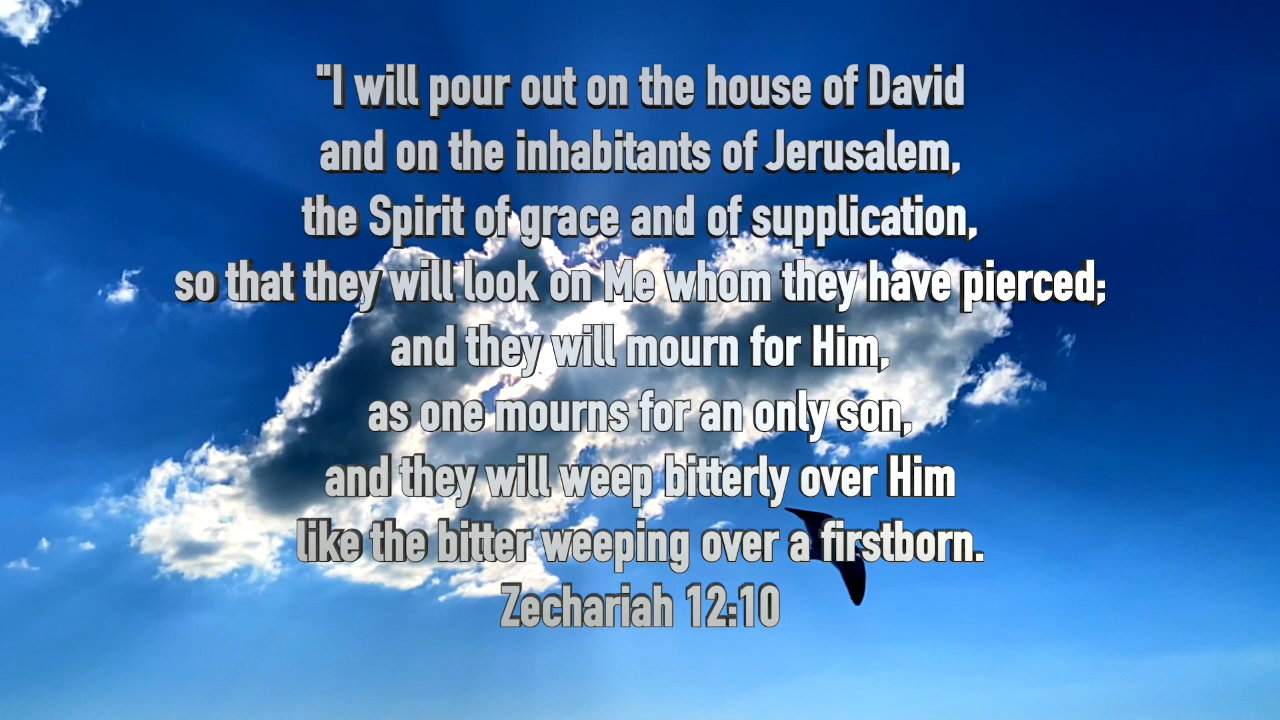 "I will pour out on the house of David
and on the inhabitants of Jerusalem,
the Spirit of grace and of supplication,
so that they will look on Me whom they have pierced;
and they will mourn for Him,
as one mourns for an only son,
and they will weep bitterly over Him
like the bitter weeping over a firstborn.
Zechariah 12:10